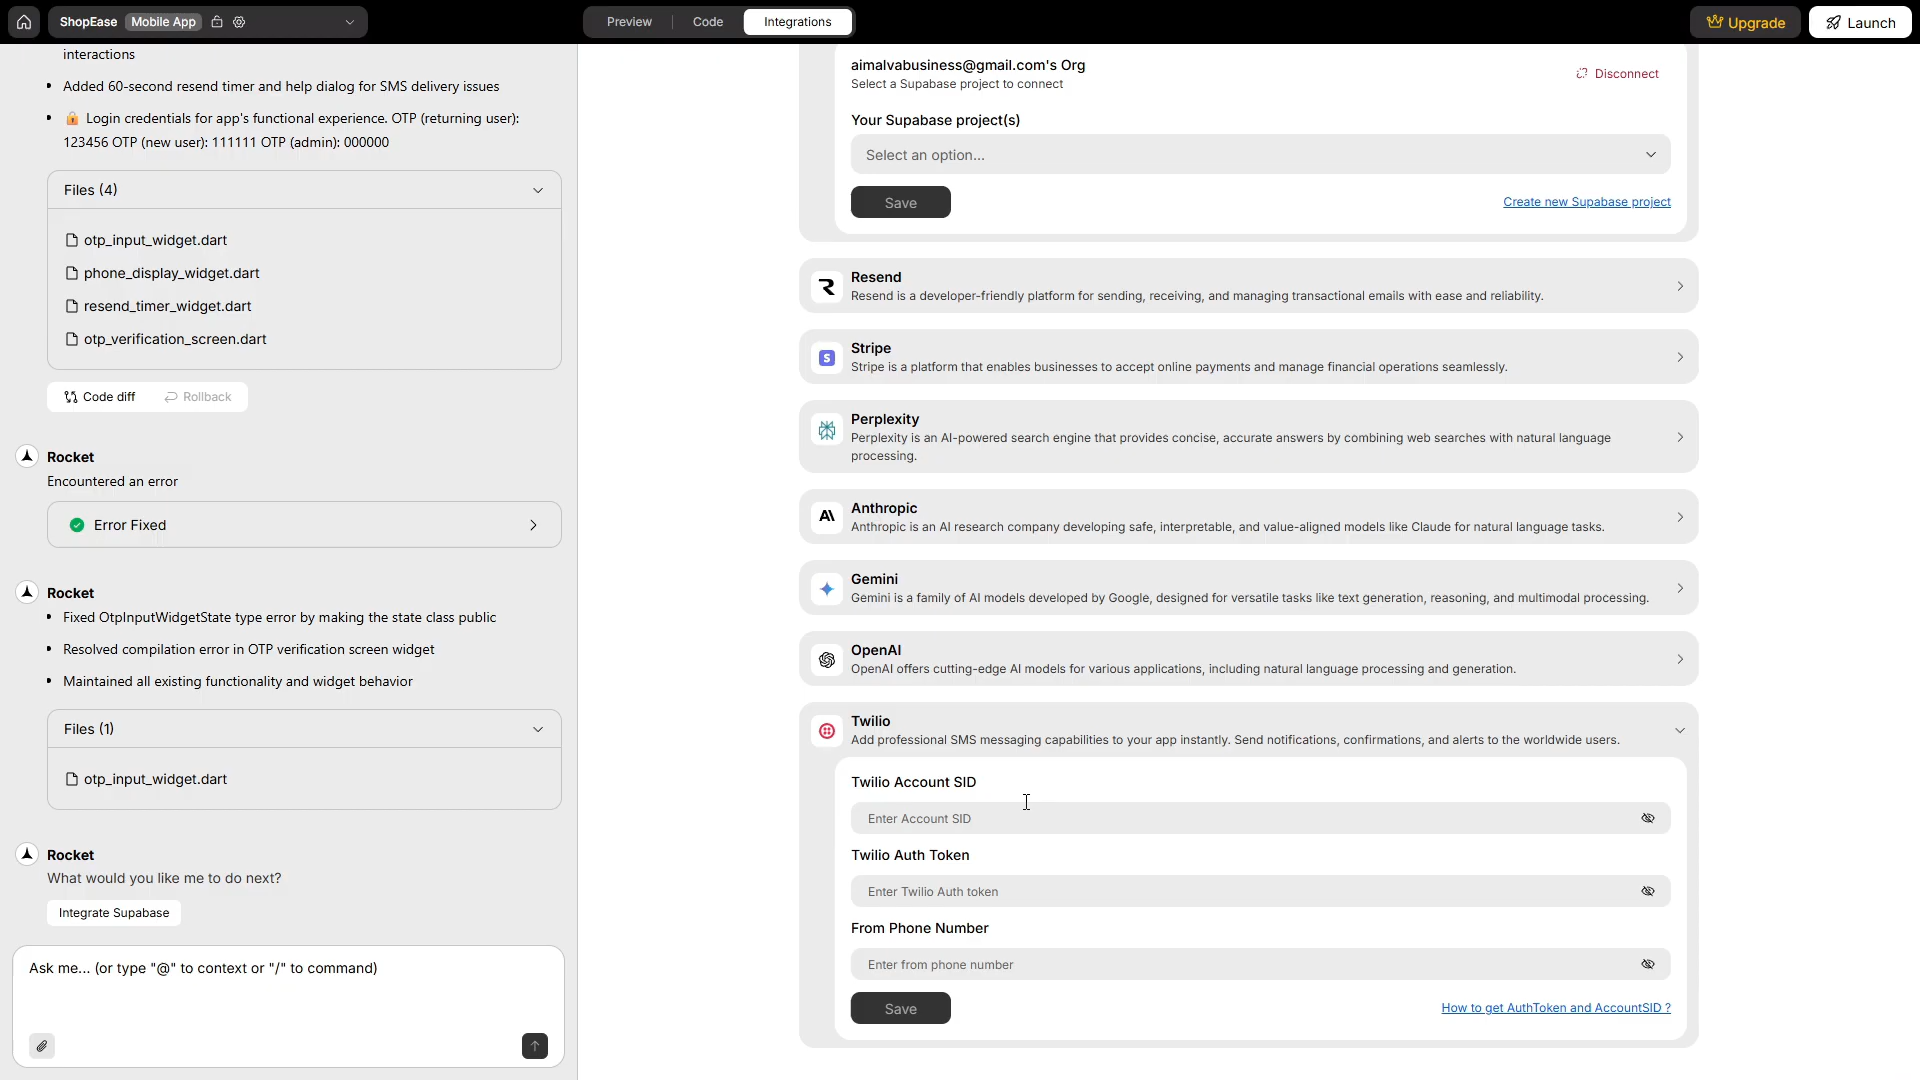 ShopEase Mobile App
Preview Code Integrations
Upgrade Launch
interactions
• Added 60-second resend timer and help dialog for SMS delivery issues
• 🔒 Login credentials for app's functional experience. OTP (returning user):
123456 OTP (new user): 111111 OTP (admin): 000000
Files (4)
otp_input_widget.dart
phone_display_widget.dart
resend_timer_widget.dart
otp_verification_screen.dart
Code diff Rollback
Rocket
Encountered an error
Error Fixed
Rocket
• Fixed OtpInputWidgetState type error by making the state class public
• Resolved compilation error in OTP verification screen widget
• Maintained all existing functionality and widget behavior
Files (1)
otp_input_widget.dart
Rocket
What would you like me to do next?
Integrate Supabase
Ask me... (or type "@" to context or "/" to command)
aimalvabusiness@gmail.com's Org
Select a Supabase project to connect
Disconnect
Your Supabase project(s)
Select an option...
Save
Create new Supabase project
Resend
Resend is a developer-friendly platform for sending, receiving, and managing transactional emails with ease and reliability.
Stripe
Stripe is a platform that enables businesses to accept online payments and manage financial operations seamlessly.
Perplexity
Perplexity is an AI-powered search engine that provides concise, accurate answers by combining web searches with natural language
processing.
Anthropic
Anthropic is an AI research company developing safe, interpretable, and value-aligned models like Claude for natural language tasks.
Gemini
Gemini is a family of AI models developed by Google, designed for versatile tasks like text generation, reasoning, and multimodal processing.
OpenAI
OpenAI offers cutting-edge AI models for various applications, including natural language processing and generation.
Twilio
Add professional SMS messaging capabilities to your app instantly. Send notifications, confirmations, and alerts to the worldwide users.
Twilio Account SID
Enter Account SID
Twilio Auth Token
Enter Twilio Auth token
From Phone Number
Enter from phone number
Save
How to get AuthToken and AccountSID ?